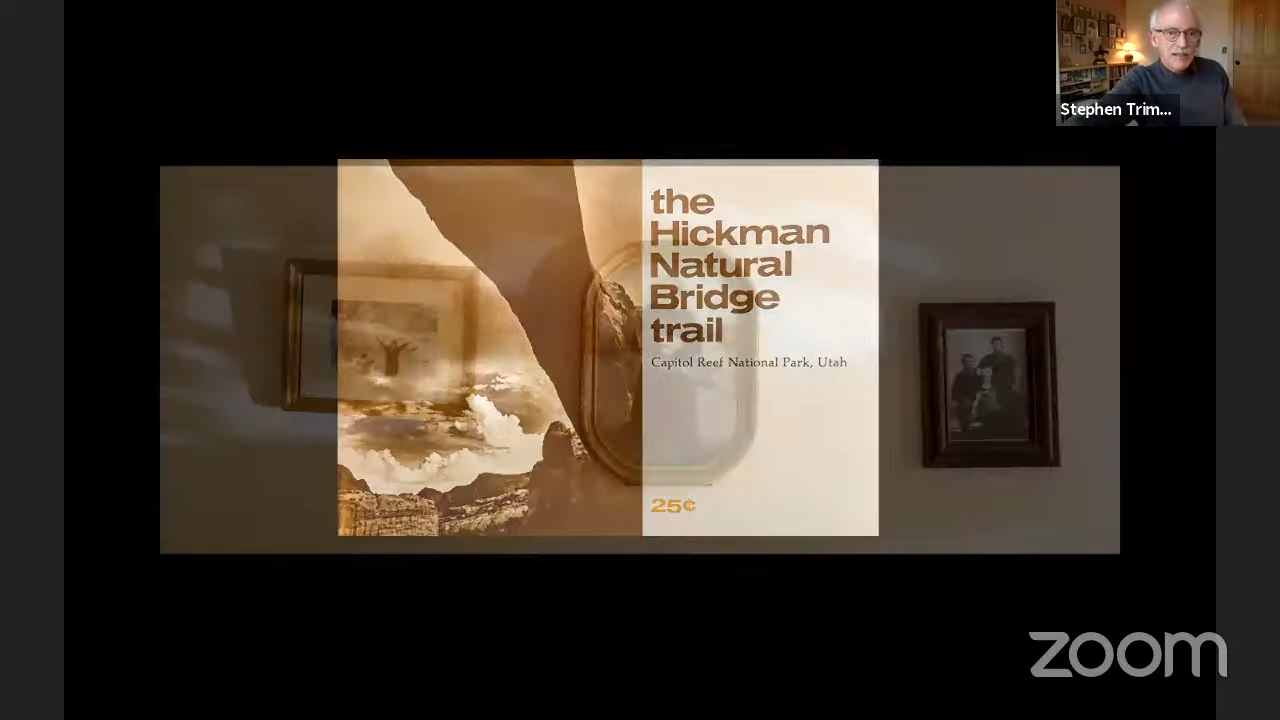 Stephen Trim...
the
Hickman
Natural
Bridge
trail
Capitol Reef National Park, Utah
25¢
zoom